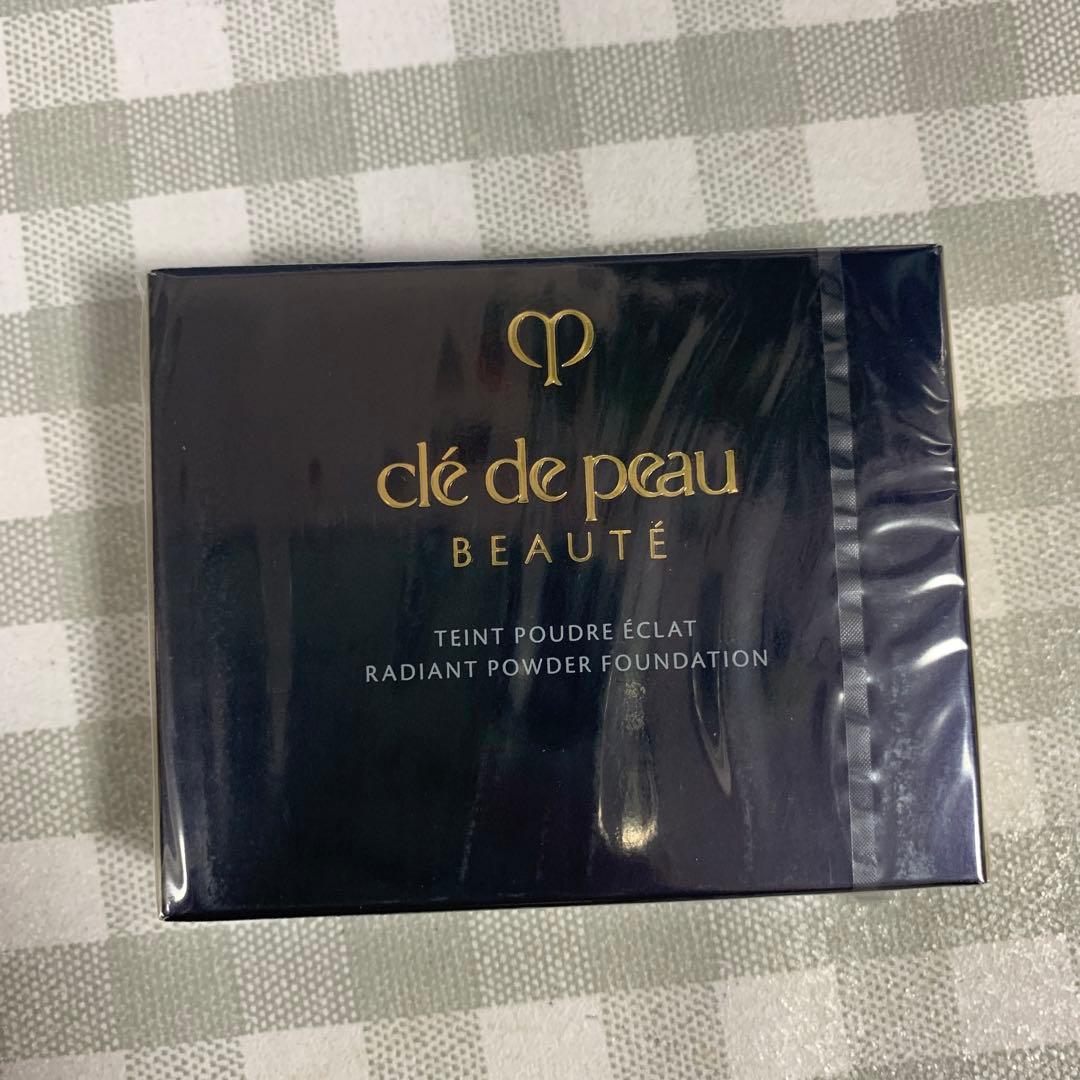 clé de peau
BEAUTÉ
TEINT POUDRE ÉCLAT
RADIANT POWDER FOUNDATION